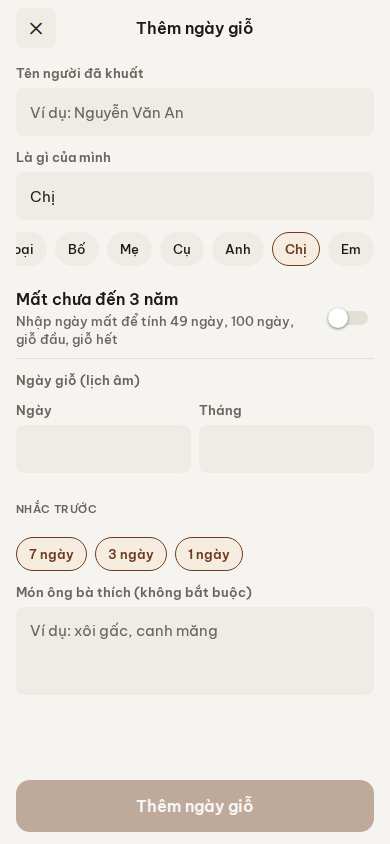 Thêm ngày giỗ
Tên người đã khuất
Ví dụ: Nguyễn Văn An
Là gì của mình
Chị
oại Bố Mẹ Cụ Anh Chị Em
Mất chưa đến 3 năm
Nhập ngày mất để tính 49 ngày, 100 ngày,
giỗ đầu, giỗ hết
Ngày giỗ (lịch âm)
Ngày Tháng
NHẮC TRƯỚC
7 ngày 3 ngày 1 ngày
Món ông bà thích (không bắt buộc)
Ví dụ: xôi gấc, canh măng
Thêm ngày giỗ